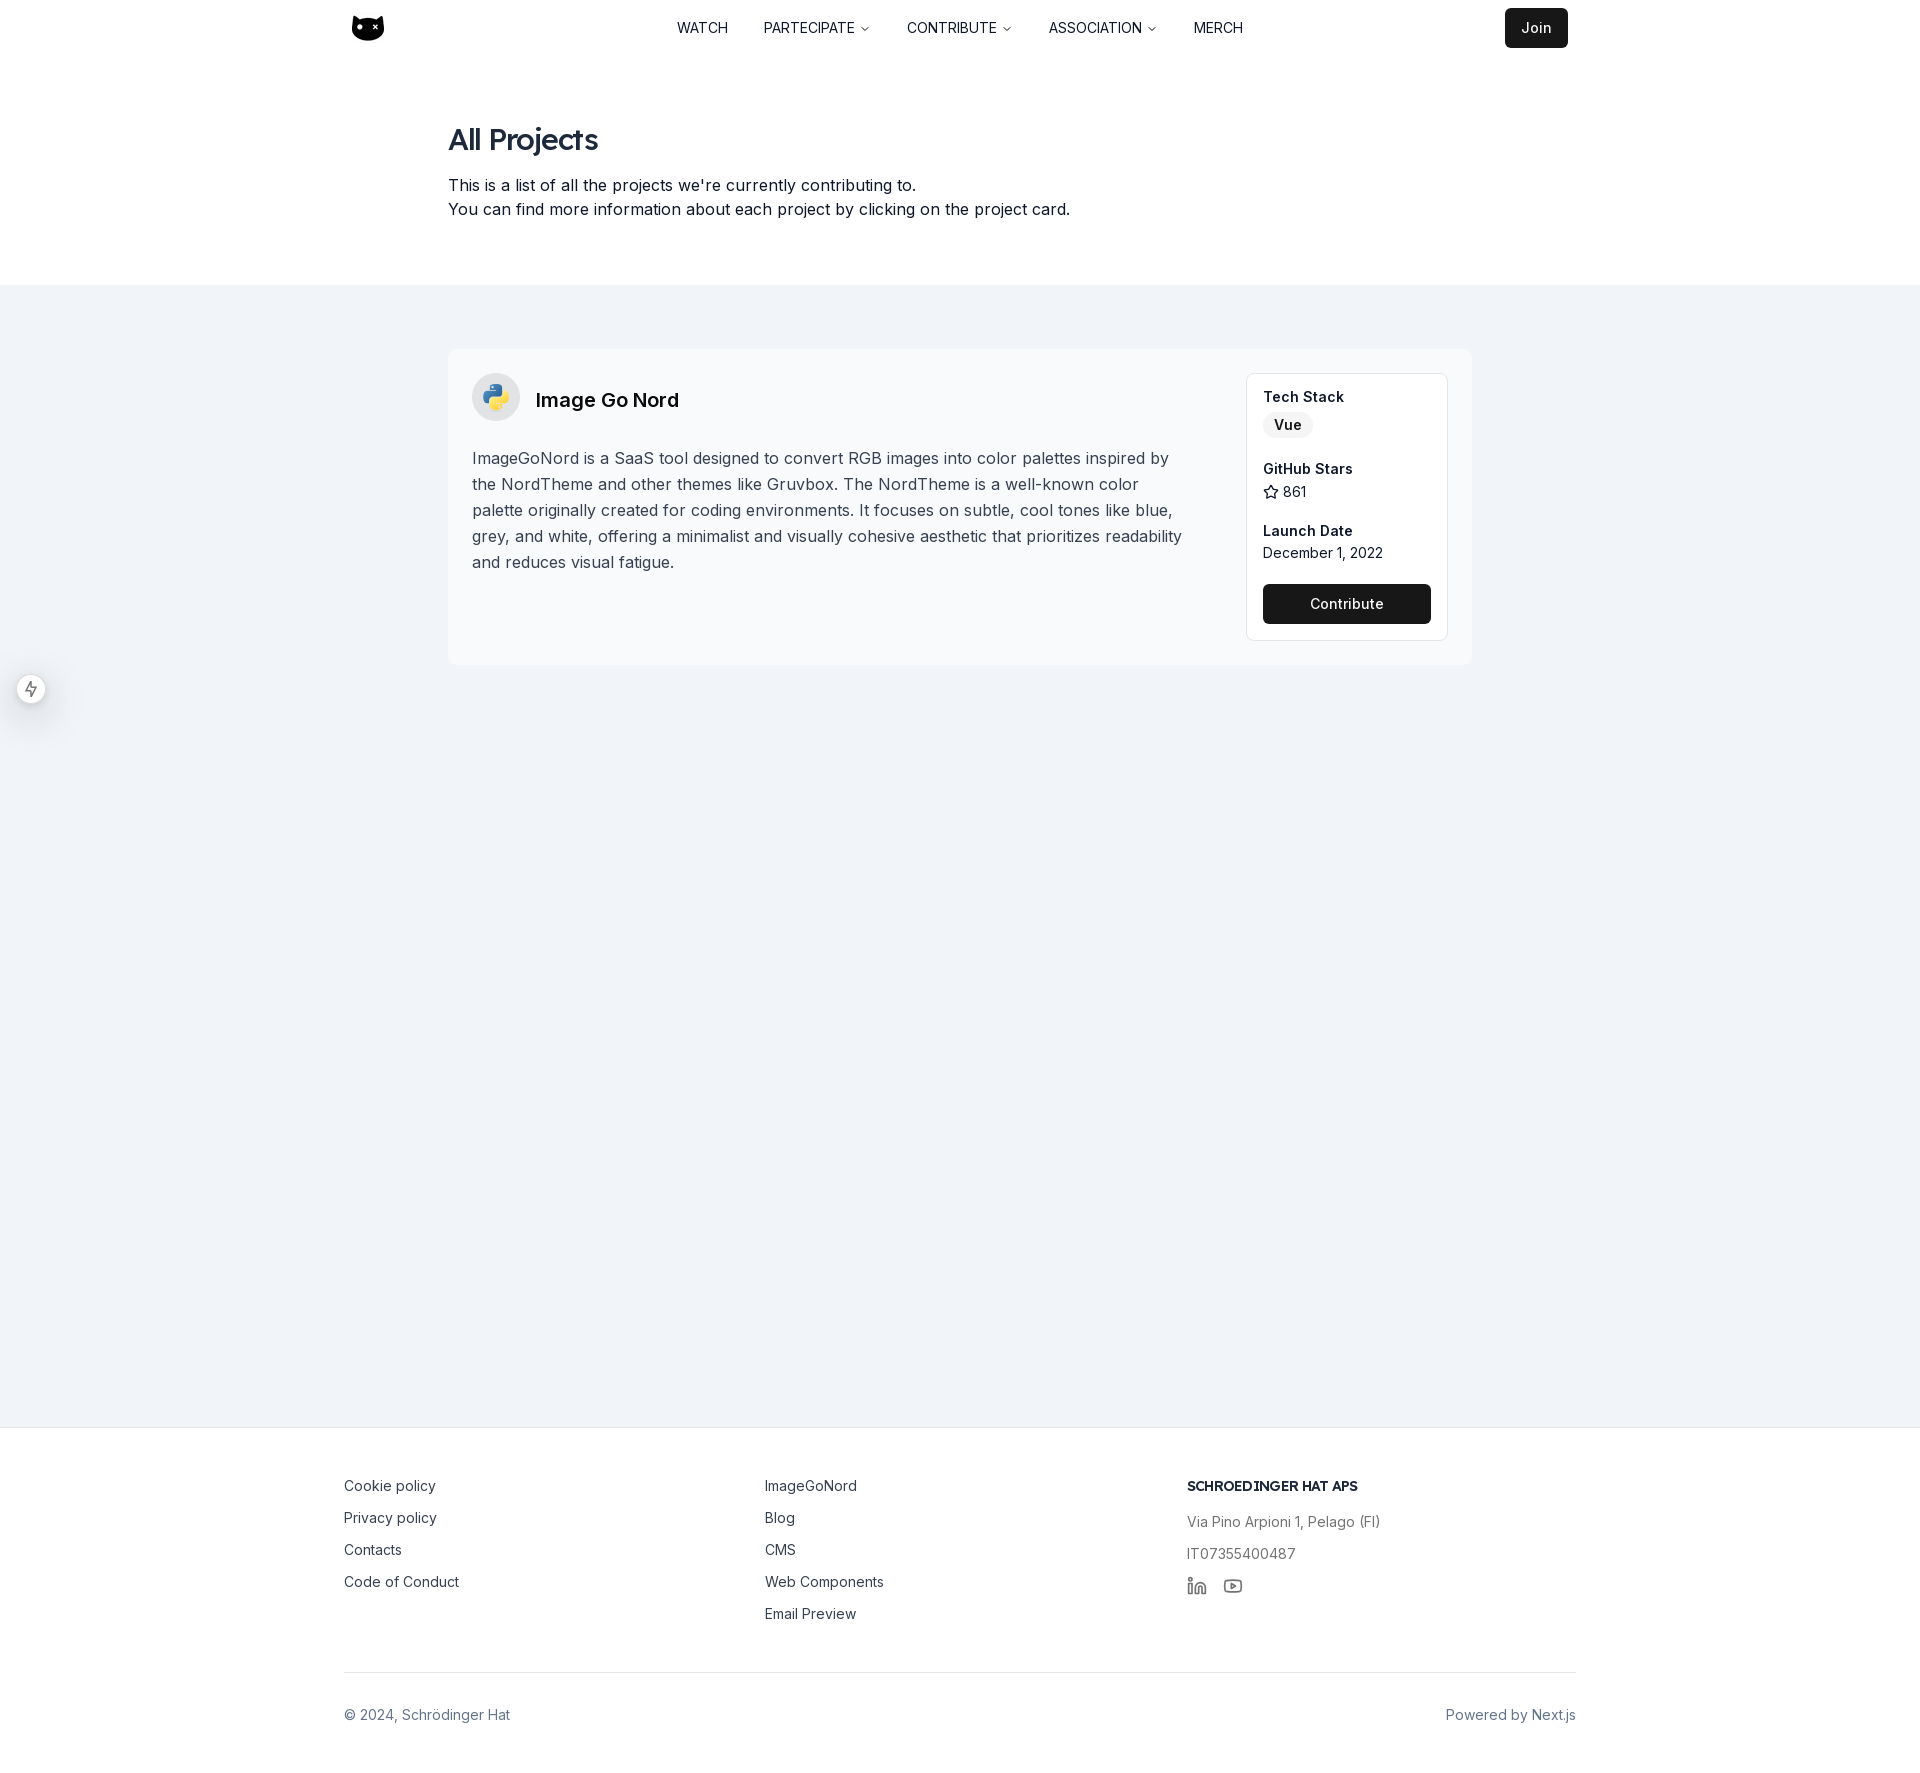 WATCH
PARTECIPATE
CONTRIBUTE
ASSOCIATION
MERCH
Join
All Projects
This is a list of all the projects we're currently contributing to.
You can find more information about each project by clicking on the project card.
Image Go Nord
ImageGoNord is a SaaS tool designed to convert RGB images into color palettes inspired by
the NordTheme and other themes like Gruvbox. The NordTheme is a well-known color
palette originally created for coding environments. It focuses on subtle, cool tones like blue,
grey, and white, offering a minimalist and visually cohesive aesthetic that prioritizes readability
and reduces visual fatigue.
Tech Stack
Vue
GitHub Stars
861
Launch Date
December 1, 2022
Contribute
Cookie policy
Privacy policy
Contacts
Code of Conduct
ImageGoNord
Blog
CMS
Web Components
Email Preview
SCHROEDINGER HAT APS
Via Pino Arpioni 1, Pelago (FI)
IT07355400487
© 2024, Schrödinger Hat
Powered by Next.js